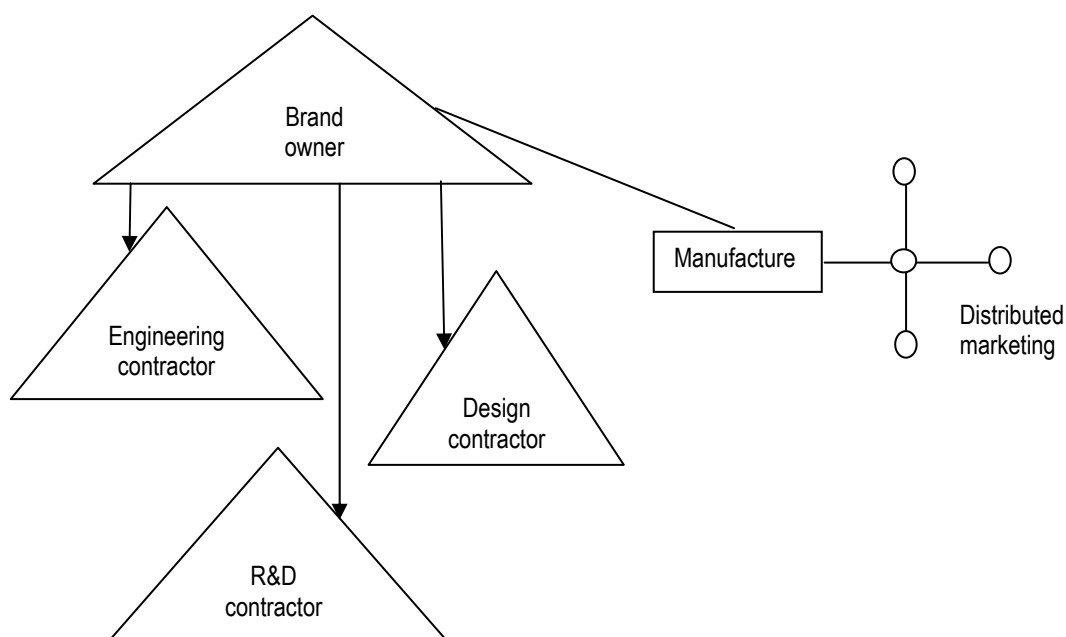 Brand
owner
Manufacture
Distributed
marketing
Engineering
contractor
Design
contractor
R&D
contractor